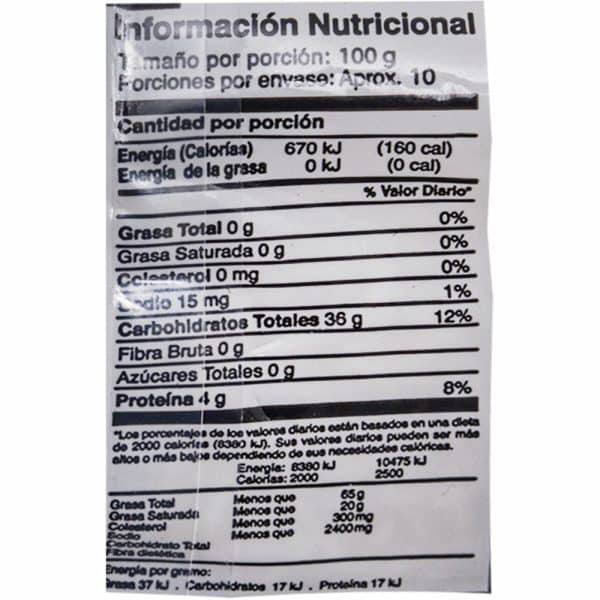 Información Nutricional
Tamaño por porción: 100 g
Porciones por envase: Aprox. 10
Cantidad por porción
Energía (Calorías) 670 kJ (160 cal)
Energía de la grasa 0 kJ (0 cal)
% Valor Diario*
Grasa Total 0 g 0%
Grasa Saturada 0 g 0%
Colesterol 0 mg 0%
Sodio 15 mg 1%
Carbohidratos Totales 36 g 12%
Fibra Bruta 0 g
Azúcares Totales 0 g
Proteína 4 g 8%
*Los porcentajes de los valores diarios están basados en una dieta
de 2000 calorías (8380 kJ). Sus valores diarios pueden ser más
altos o más bajos dependiendo de sus necesidades calóricas.
Energía: 8380 kJ 10475 kJ
Calorías: 2000 2500
Grasa Total Menos que 65g
Grasa Saturada Menos que 20g
Colesterol Menos que 300mg
Sodio Menos que 2400mg
Carbohidrato Total
Fibra dietética
Energía por gramo:
Grasa 37 kJ . Carbohidratos 17 kJ . Proteína 17 kJ